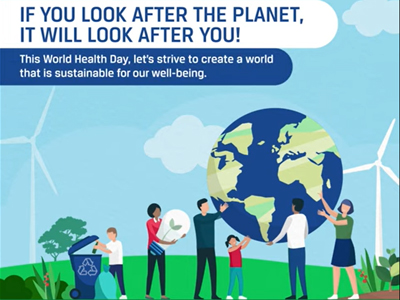 IF YOU LOOK AFTER THE PLANET,
IT WILL LOOK AFTER YOU!
This World Health Day, let's strive to create a world
that is sustainable for our well-being.